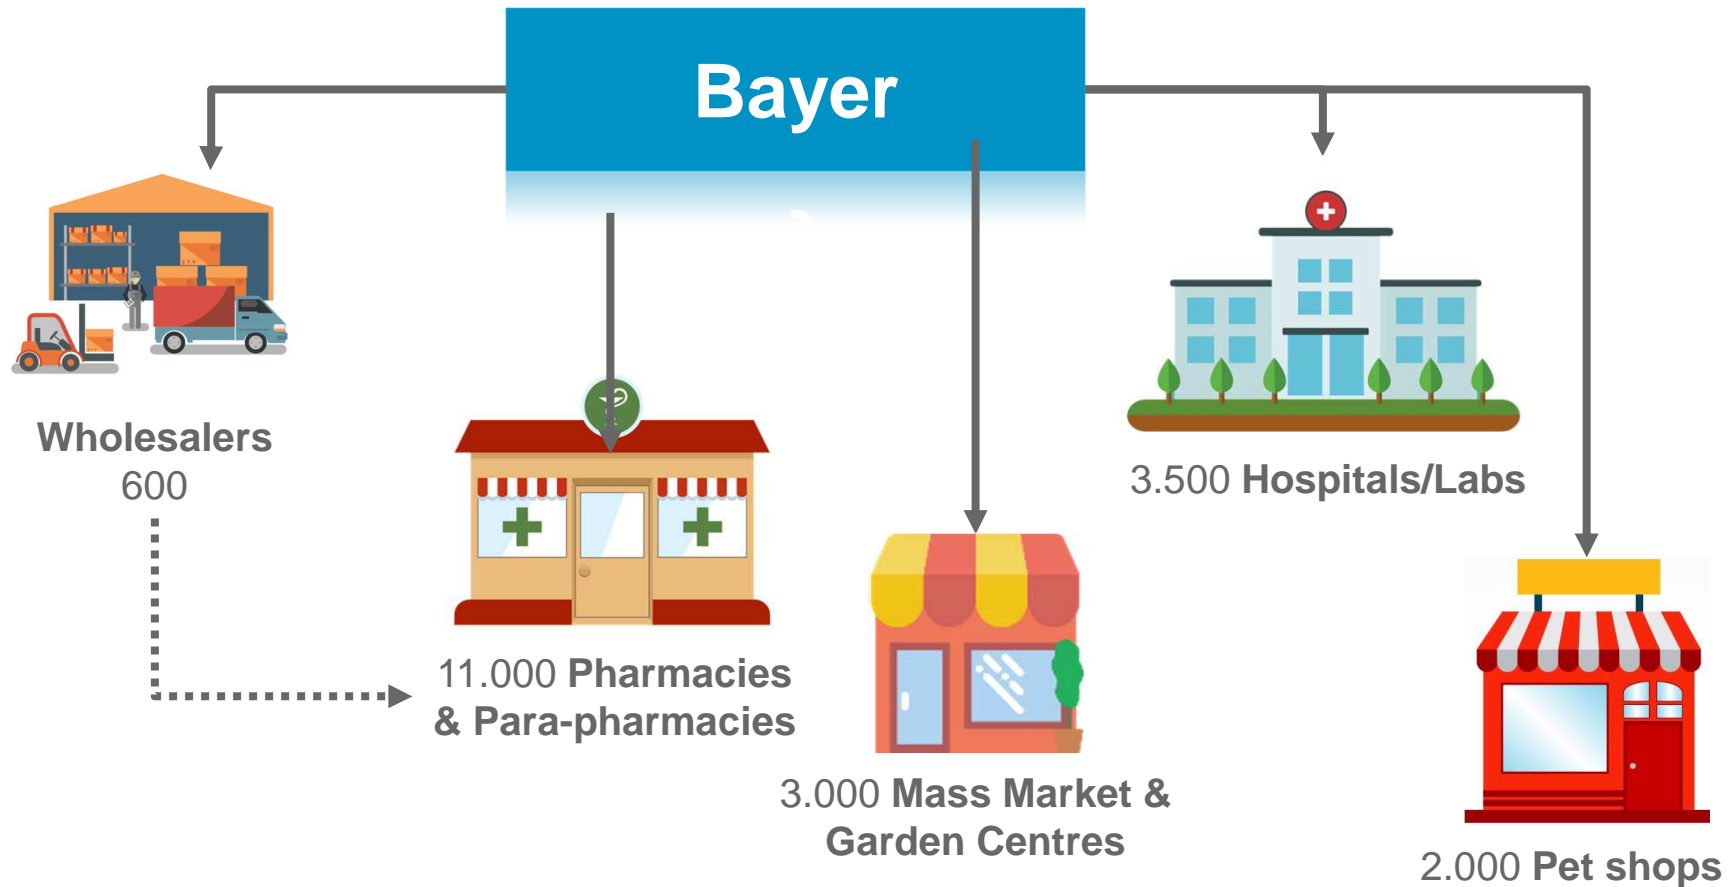 Bayer
Wholesalers
600
11.000 Pharmacies
& Para-pharmacies
3.000 Mass Market &
Garden Centres
3.500 Hospitals/Labs
2.000 Pet shops